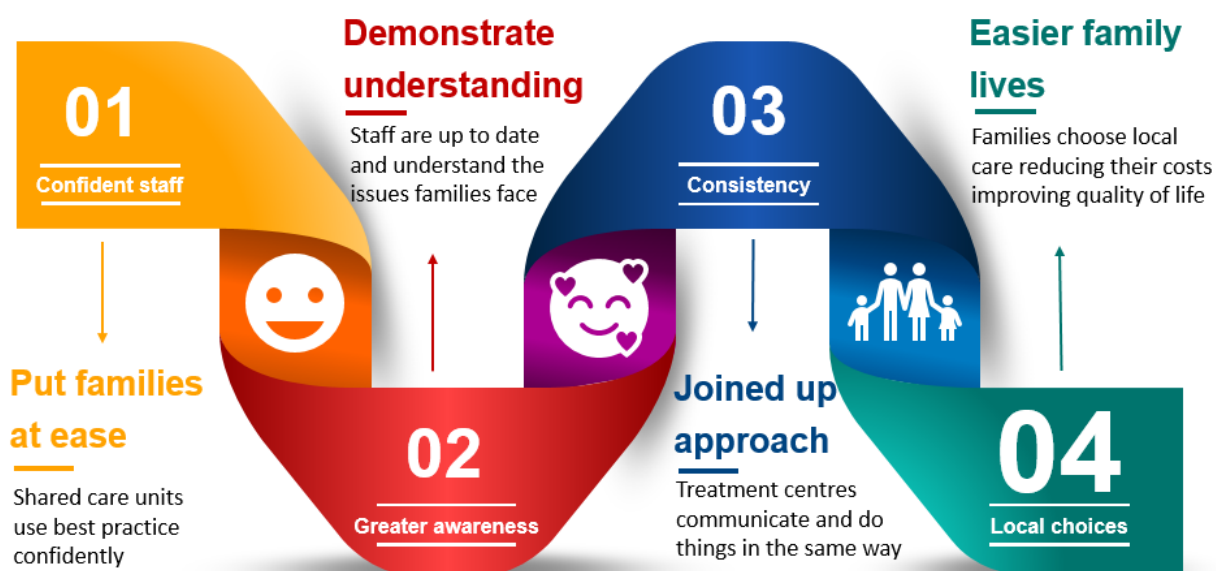 01
Confident staff
Put families
at ease
Shared care units
use best practice
confidently
Demonstrate
understanding
Staff are up to date
and understand the
issues families face
02
Greater awareness
03
Consistency
Joined up
approach
Treatment centres
communicate and do
things in the same way
Easier family
lives
Families choose local
care reducing their costs
improving quality of life
04
Local choices